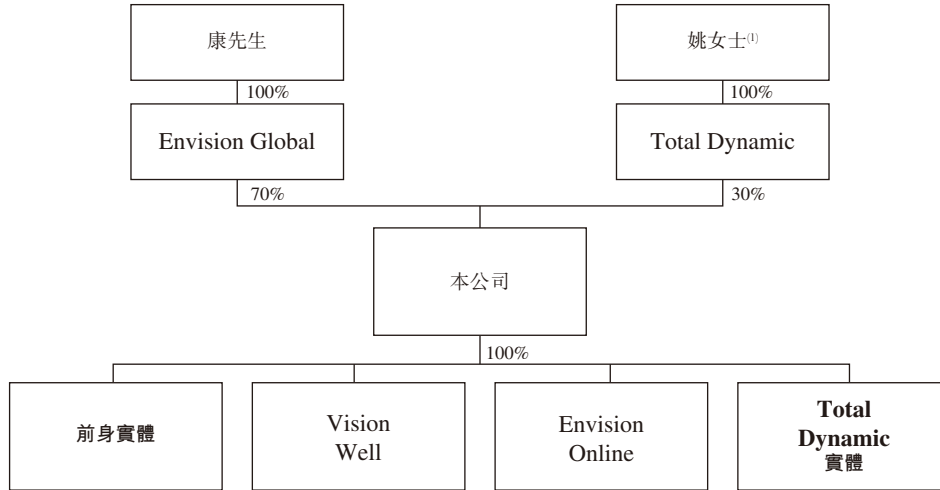 康先生
姚女士(1)
100%
100%
Envision Global
Total Dynamic
70%
30%
本公司
100%
前身實體
Vision
Well
Envision
Online
Total
Dynamic
實體